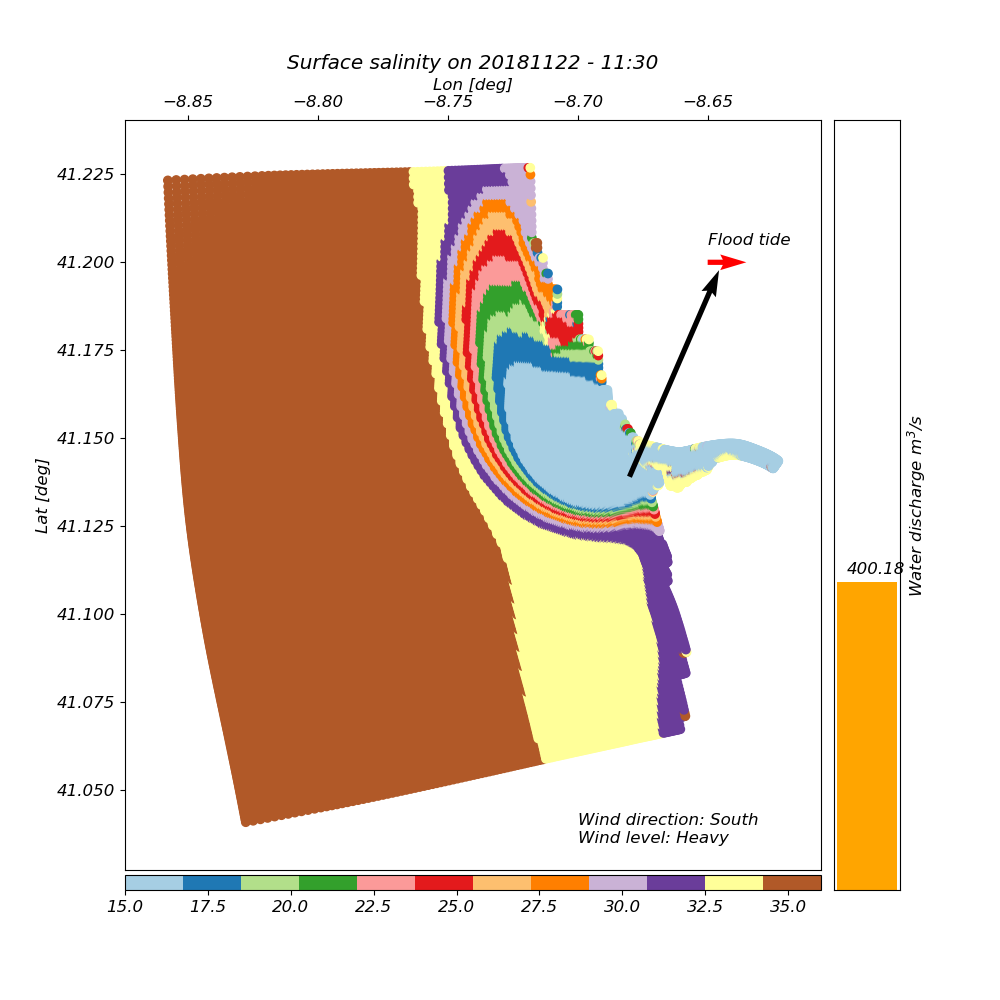 Surface salinity on 20181122 - 11:30
Lon [deg]
−8.85 −8.80 −8.75 −8.70 −8.65
41.225
41.200
41.175
41.150
41.125
41.100
41.075
41.050
Lat [deg]
Flood tide
Wind direction: South
Wind level: Heavy
400.18
Water discharge m³/s
15.0 17.5 20.0 22.5 25.0 27.5 30.0 32.5 35.0